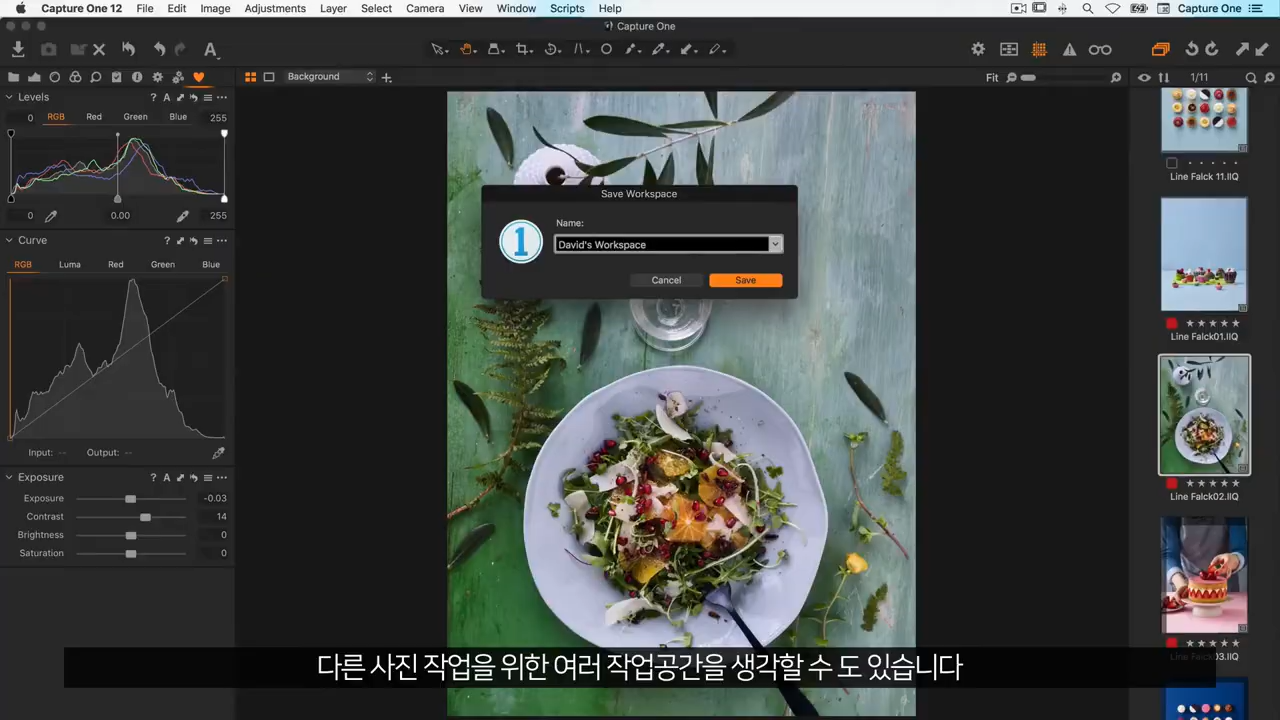 Capture One 12 File Edit Image Adjustments Layer Select Camera View Window Scripts Help Capture One
Capture One
Background
Fit
1/11
Levels
0 RGB Red Green Blue 255
0 0.00 255
Curve
RGB Luma Red Green Blue
Input: -- Output: --
Exposure
Exposure -0.03
Contrast 14
Brightness 0
Saturation 0
Save Workspace
Name:
David's Workspace
Cancel Save
Line Falck 11.IIQ
Line Falck01.IIQ
Line Falck02.IIQ
Line Falck03.IIQ
다른 사진 작업을 위한 여러 작업공간을 생각할 수 도 있습니다